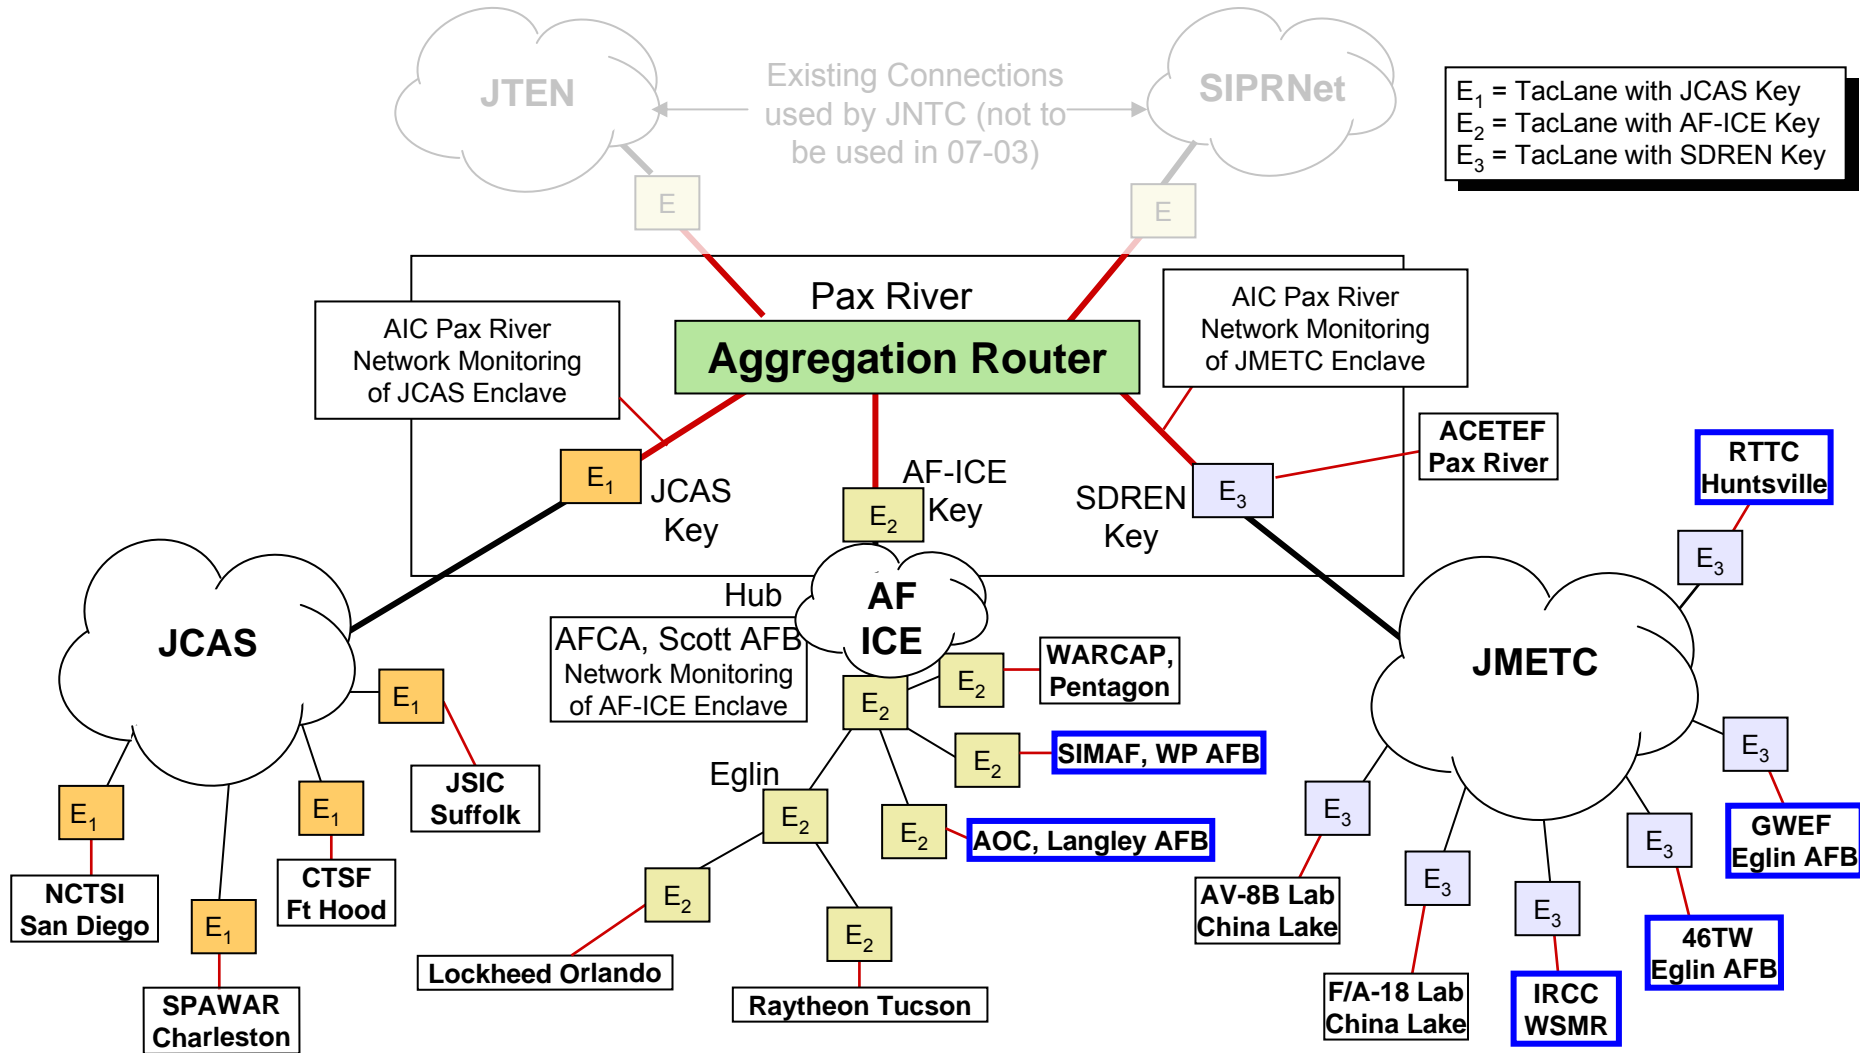 JTEN
Existing Connections
used by JNTC (not to
be used in 07-03)
SIPRNet
E₁ = TacLane with JCAS Key
E₂ = TacLane with AF-ICE Key
E₃ = TacLane with SDREN Key
E
E
Pax River
Aggregation Router
AIC Pax River
Network Monitoring
of JCAS Enclave
AIC Pax River
Network Monitoring
of JMETC Enclave
E₁
JCAS
Key
E₂
AF-ICE
Key
SDREN
Key
E₃
ACETEF
Pax River
RTTC
Huntsville
E₃
JCAS
Hub
AFCA, Scott AFB
Network Monitoring
of AF-ICE Enclave
AF
ICE
JMETC
E₂
E₂
WARCAP,
Pentagon
E₂
SIMAF, WP AFB
E₂
AOC, Langley AFB
Eglin
E₂
E₂
Lockheed Orlando
E₂
Raytheon Tucson
E₁
JSIC
Suffolk
E₁
CTSF
Ft Hood
E₁
NCTSI
San Diego
E₁
SPAWAR
Charleston
E₃
AV-8B Lab
China Lake
E₃
F/A-18 Lab
China Lake
E₃
IRCC
WSMR
E₃
46TW
Eglin AFB
E₃
GWEF
Eglin AFB